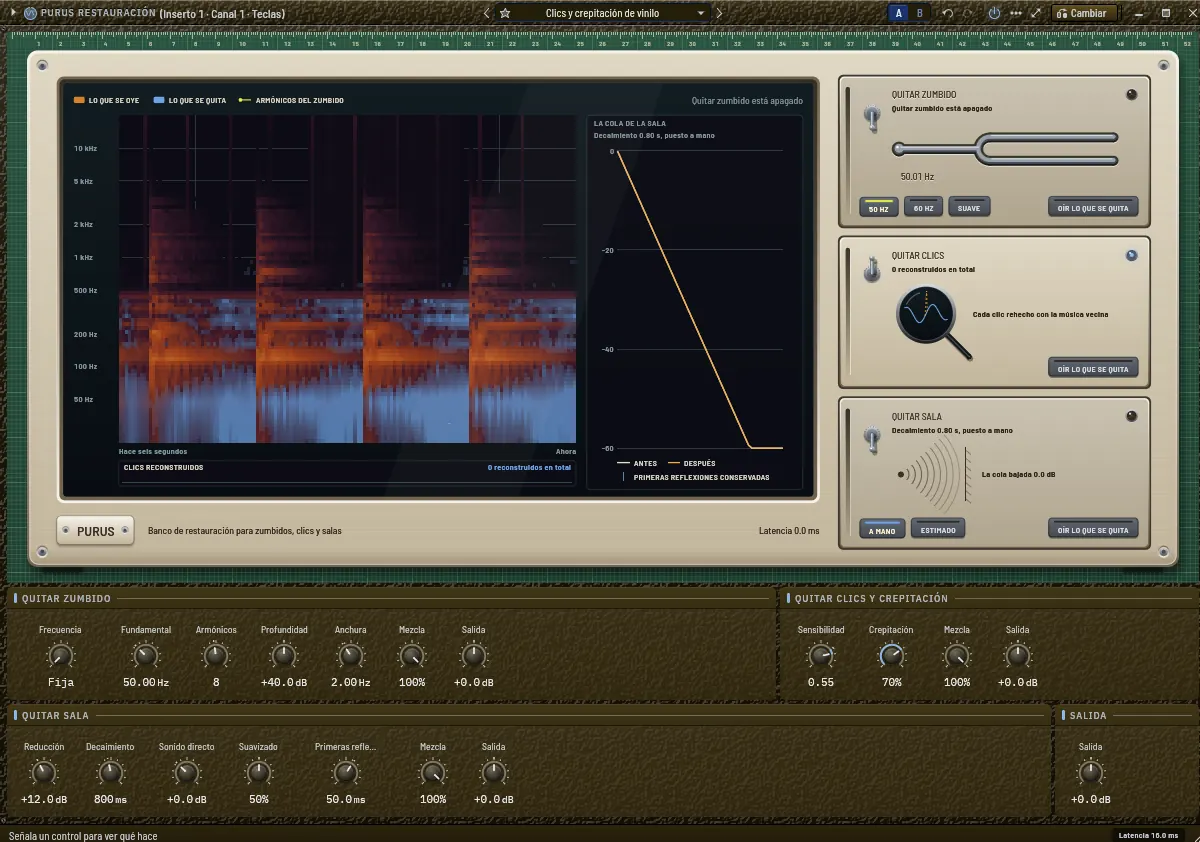 PURUS RESTAURACIÓN (Inserto 1 · Canal 1 · Teclas)
Clics y crepitación de vinilo
A B
Cambiar
1 2 3 4 5 6 7 8 9 10 11 12 13 14 15 16 17 18 19 20 21 22 23 24 25 26 27 28 29 30 31 32 33 34 35 36 37 38 39 40 41 42 43 44 45 46 47 48 49 50 51 52
LO QUE SE OYE
LO QUE SE QUITA
ARMÓNICOS DEL ZUMBIDO
Quitar zumbido está apagado
10 kHz
5 kHz
2 kHz
1 kHz
500 Hz
200 Hz
100 Hz
50 Hz
Hace seis segundos
Ahora
CLICS RECONSTRUIDOS
0 reconstruidos en total
LA COLA DE LA SALA
Decaimiento 0.80 s, puesto a mano
0
-20
-40
-60
ANTES
DESPUÉS
PRIMERAS REFLEXIONES CONSERVADAS
PURUS
Banco de restauración para zumbidos, clics y salas
Latencia 0.0 ms
QUITAR ZUMBIDO
Quitar zumbido está apagado
50.01 Hz
50 HZ
60 HZ
SUAVE
OÍR LO QUE SE QUITA
QUITAR CLICS
0 reconstruidos en total
Cada clic rehecho con la música vecina
OÍR LO QUE SE QUITA
QUITAR SALA
Decaimiento 0.80 s, puesto a mano
La cola bajada 0.0 dB
A MANO
ESTIMADO
OÍR LO QUE SE QUITA
QUITAR ZUMBIDO
Frecuencia Fundamental Armónicos Profundidad Anchura Mezcla Salida
Fija 50.00 Hz 8 +40.0 dB 2.00 Hz 100% +0.0 dB
QUITAR CLICS Y CREPITACIÓN
Sensibilidad Crepitación Mezcla Salida
0.55 70% 100% +0.0 dB
QUITAR SALA
Reducción Decaimiento Sonido directo Suavizado Primeras refle... Mezcla Salida
+12.0 dB 800 ms +0.0 dB 50% 50.0 ms 100% +0.0 dB
SALIDA
Salida
+0.0 dB
Señala un control para ver qué hace
Latencia 16.0 ms